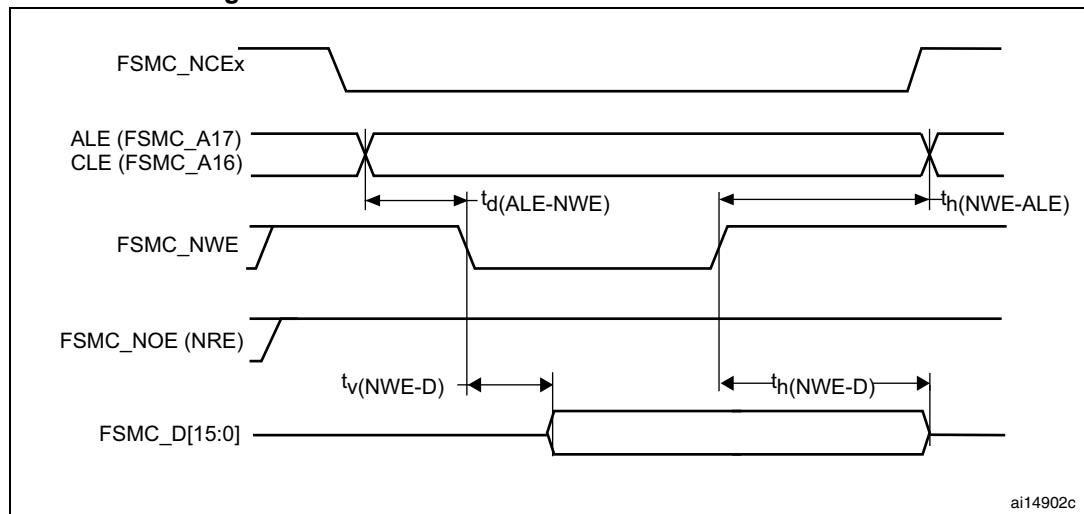 FSMC_NCEx
ALE (FSMC_A17)
CLE (FSMC_A16)
td(ALE-NWE)
th(NWE-ALE)
FSMC_NWE
FSMC_NOE (NRE)
tv(NWE-D)
th(NWE-D)
FSMC_D[15:0]
ai14902c